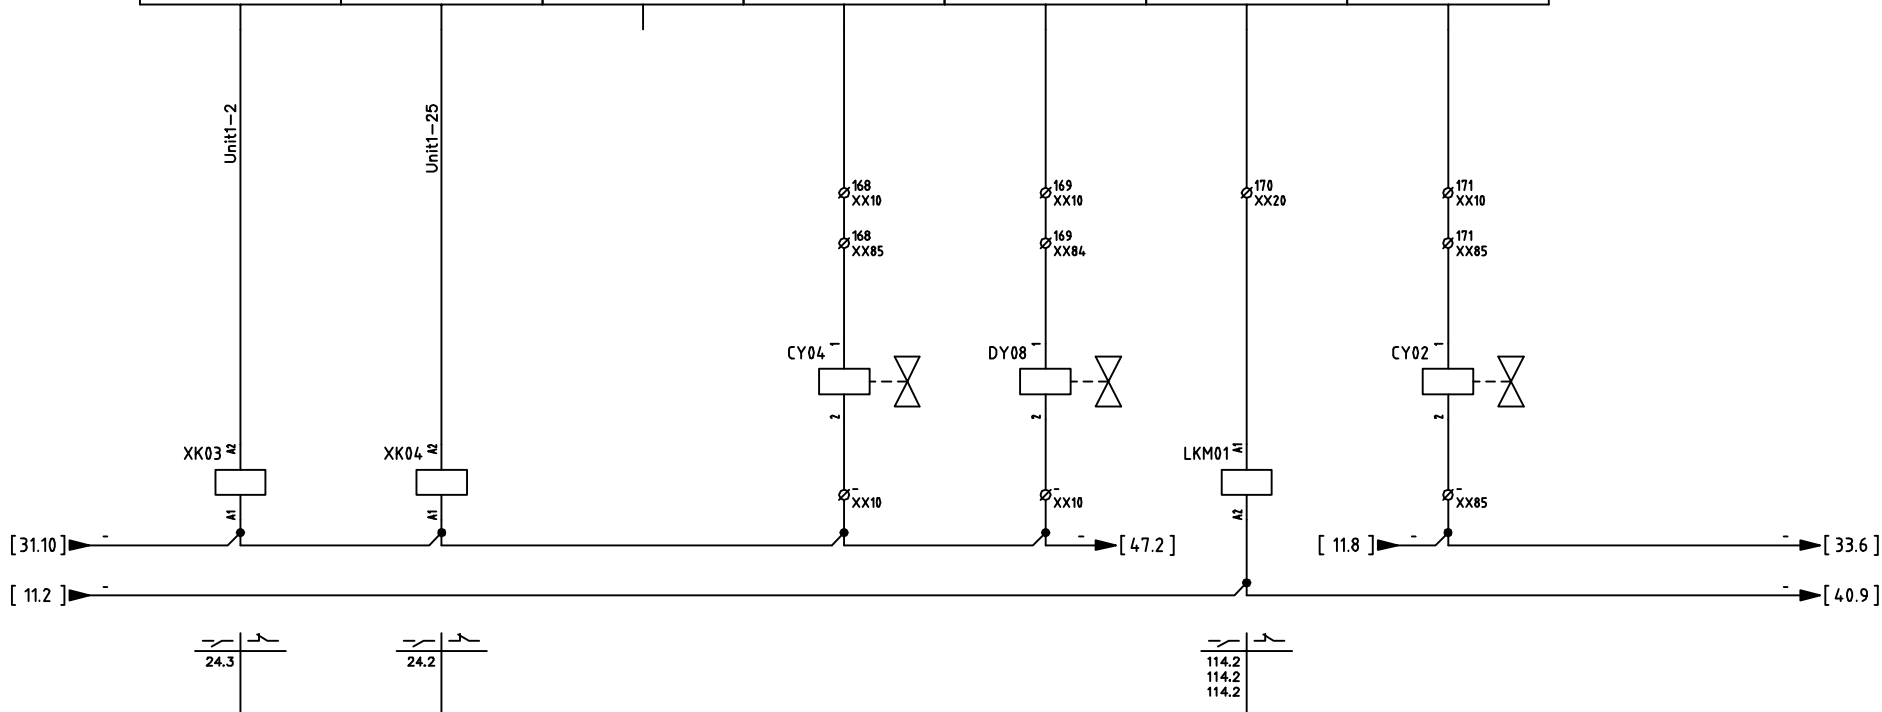 Unit1-2
Unit1-25
168
XX10
169
XX10
170
XX20
171
XX10
168
XX85
169
XX84
171
XX85
CY04
1
2
DY08
1
2
CY02
1
2
XK03
A2
A1
XK04
A2
A1
LKM01
A1
A2
-
XX10
-
XX10
-
XX85
[31.10] - - [47.2]
[11.8] - - [33.6]
[11.2] - - [40.9]
24.3
24.2
114.2
114.2
114.2